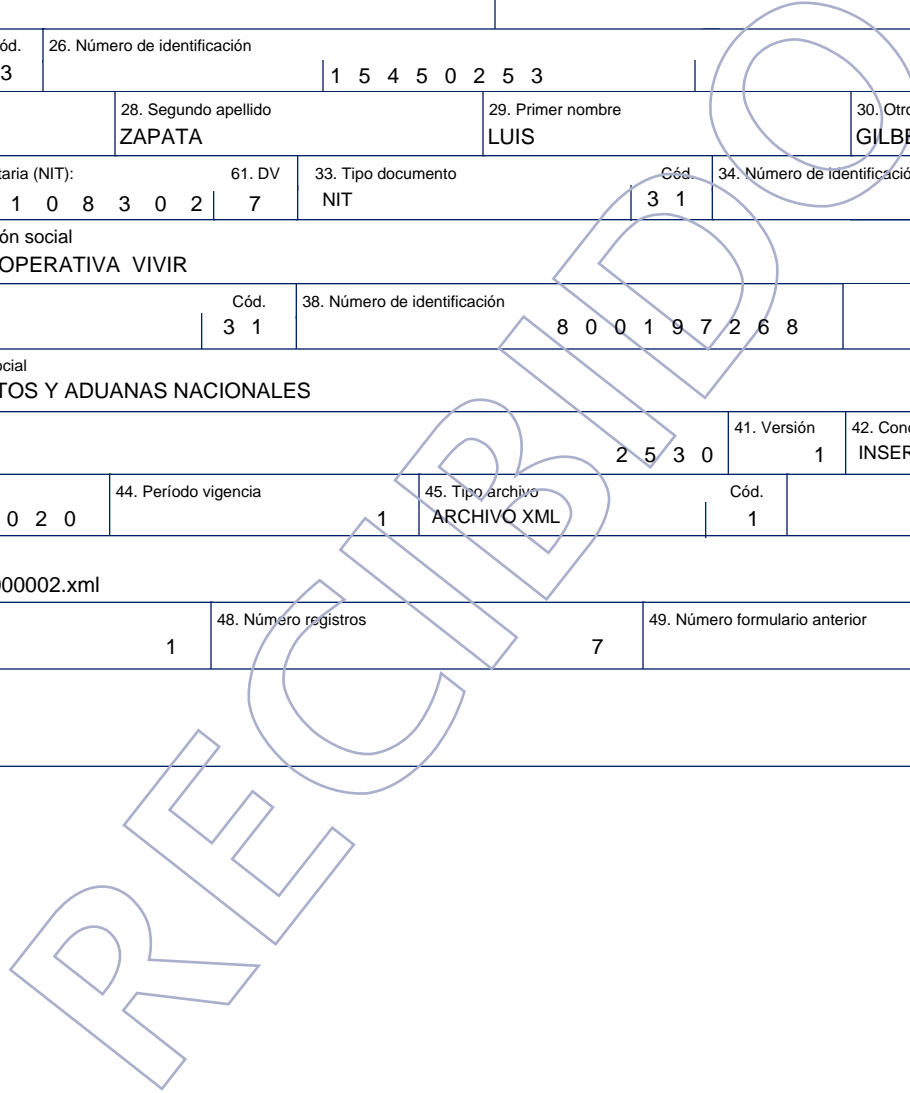 ód. 26. Número de identificación
3 1 5 4 5 0 2 5 3
28. Segundo apellido 29. Primer nombre 30. Otro
ZAPATA LUIS GILBE
taria (NIT): 61. DV 33. Tipo documento Cód. 34. Número de identificació
1 0 8 3 0 2 7 NIT 3 1
ón social
OPERATIVA VIVIR
Cód. 38. Número de identificación
3 1 8 0 0 1 9 7 2 6 8
ocial
TOS Y ADUANAS NACIONALES
41. Versión 42. Conc
2 5 3 0 1 INSER
44. Período vigencia 45. Tipo archivo Cód.
0 2 0 1 ARCHIVO XML 1
000002.xml
48. Número registros 49. Número formulario anterior
1 7
RECIBIDO